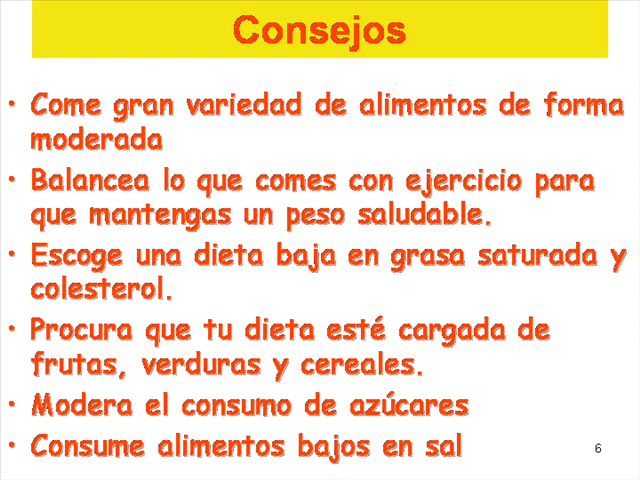 Consejos
• Come gran variedad de alimentos de forma
moderada
• Balancea lo que comes con ejercicio para
que mantengas un peso saludable.
• Escoge una dieta baja en grasa saturada y
colesterol.
• Procura que tu dieta esté cargada de
frutas, verduras y cereales.
• Modera el consumo de azúcares
• Consume alimentos bajos en sal
6